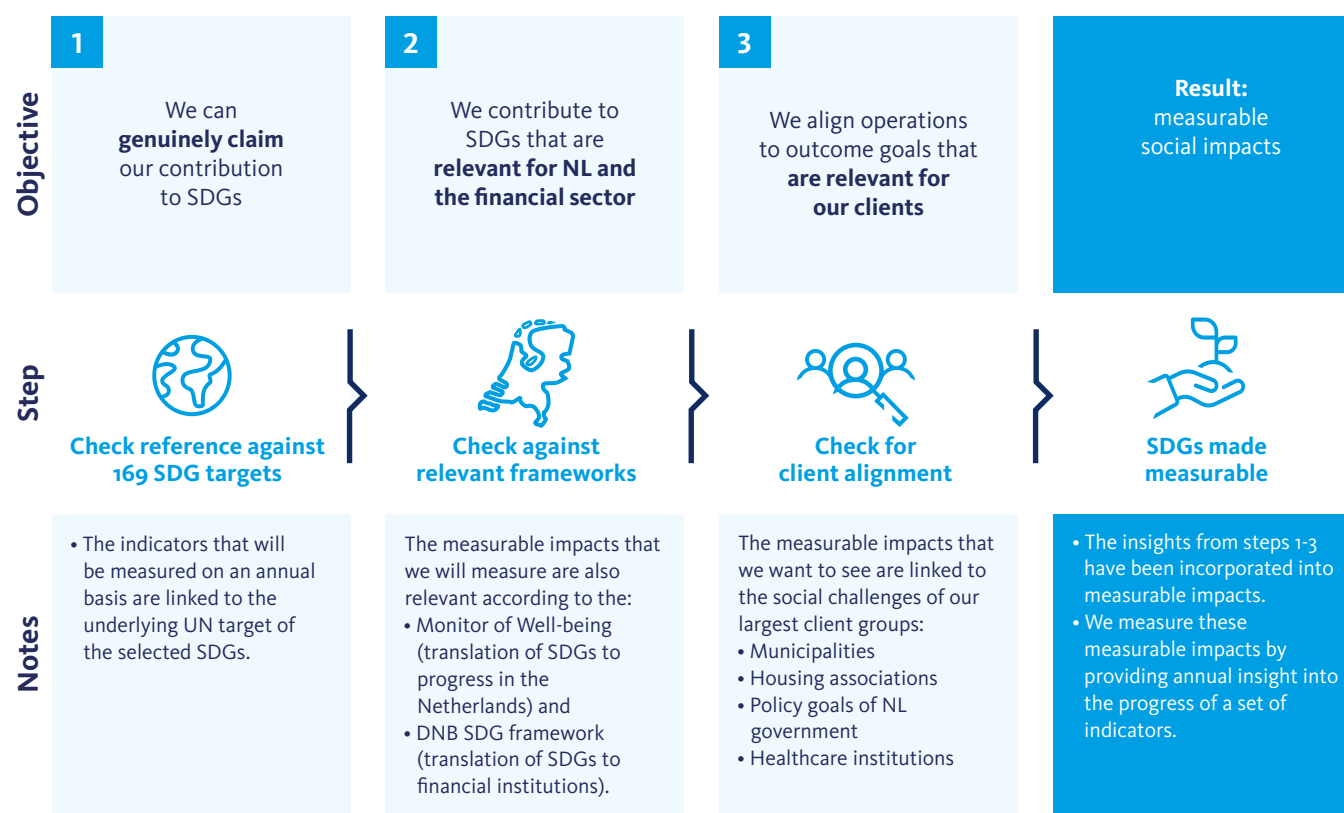 Objective
1
We can
genuinely claim
our contribution
to SDGs
2
We contribute to
SDGs that are
relevant for NL and
the financial sector
3
We align operations
to outcome goals that
are relevant for
our clients
Result:
measurable
social impacts
Step
Check reference against
169 SDG targets
Check against
relevant frameworks
Check for
client alignment
SDGs made
measurable
Notes
• The indicators that will
be measured on an annual
basis are linked to the
underlying UN target of
the selected SDGs.
The measurable impacts that
we will measure are also
relevant according to the:
• Monitor of Well-being
(translation of SDGs to
progress in the
Netherlands) and
• DNB SDG framework
(translation of SDGs to
financial institutions).
The measurable impacts that
we want to see are linked to
the social challenges of our
largest client groups:
• Municipalities
• Housing associations
• Policy goals of NL
government
• Healthcare institutions
• The insights from steps 1-3
have been incorporated into
measurable impacts.
• We measure these
measurable impacts by
providing annual insight into
the progress of a set of
indicators.